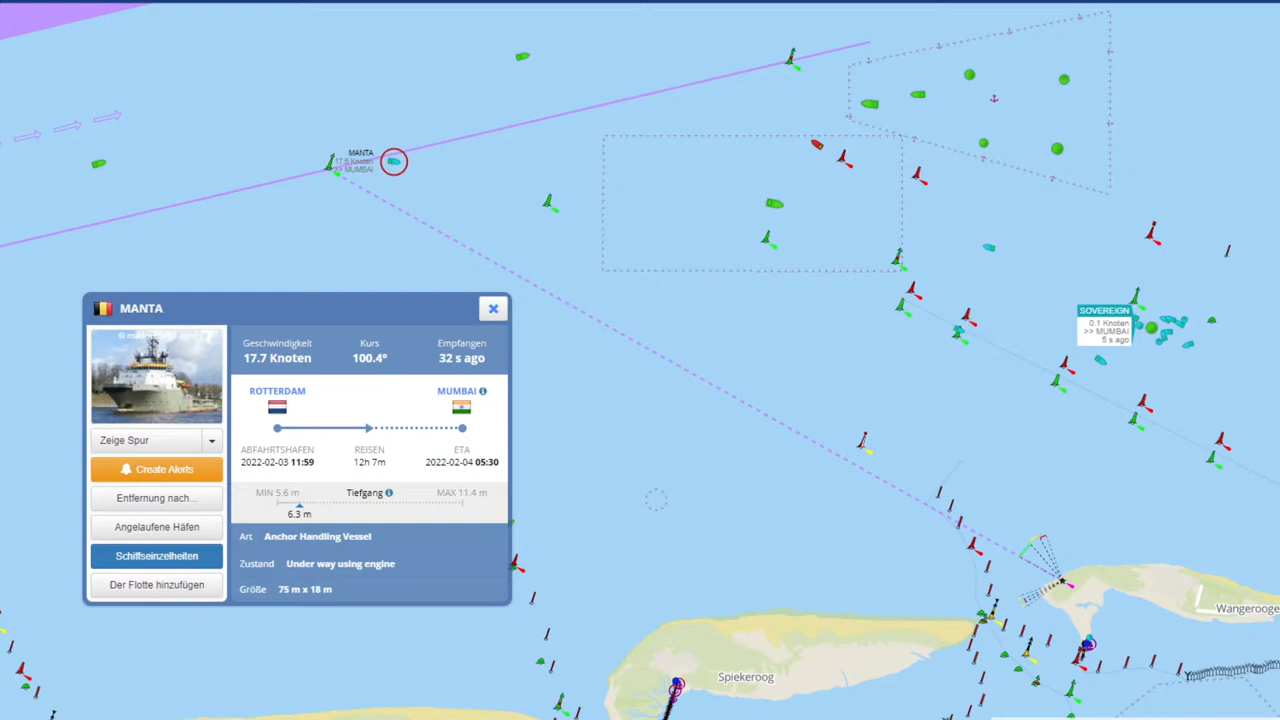 MANTA
17.6 Knoten
>> MUMBAI
MANTA
Geschwindigkeit
17.7 Knoten
Kurs
100.4°
Empfangen
32 s ago
ROTTERDAM
MUMBAI
ABFAHRTSHAFEN
2022-02-03 11:59
REISEN
12h 7m
ETA
2022-02-04 05:30
MIN 5.6 m
Tiefgang
MAX 11.4 m
6.3 m
Zeige Spur
Create Alerts
Entfernung nach...
Angelaufene Häfen
Schiffseinzelheiten
Der Flotte hinzufügen
Art Anchor Handling Vessel
Zustand Under way using engine
Größe 75 m x 18 m
SOVEREIGN
0.1 Knoten
>> MUMBAI
5 s ago
Wangerooge
Spiekeroog